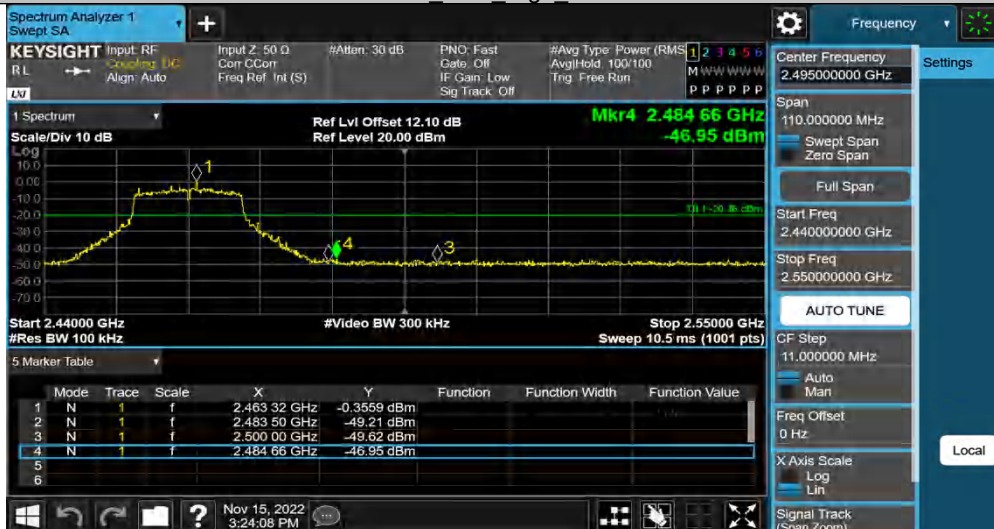 Spectrum Analyzer 1
Swept SA
+
Frequency
KEYSIGHT
RL
LXI
Input: RF
Coupling: DC
Align: Auto
Input Z: 50 Ω
Corr CCorr
Freq Ref: Int (S)
#Atten: 30 dB
PNO: Fast
Gate: Off
IF Gain: Low
Sig Track: Off
#Avg Type: Power (RMS
Avg|Hold: 100/100
Trig: Free Run
1 2 3 4 5 6
M W W W W W
P P P P P P
1 Spectrum
Scale/Div 10 dB
Ref Lvl Offset 12.10 dB
Ref Level 20.00 dBm
Mkr4 2.484 66 GHz
-46.95 dBm
Log
10.0
0.00
-10.0
-20.0
-30.0
-40.0
-50.0
-60.0
-70.0
1
4
3
Start 2.44000 GHz
#Res BW 100 kHz
#Video BW 300 kHz
Stop 2.55000 GHz
Sweep 10.5 ms (1001 pts)
5 Marker Table
Mode Trace Scale X Y Function Function Width Function Value
1 N 1 f 2.463 32 GHz -0.3559 dBm
2 N 1 f 2.483 50 GHz -49.21 dBm
3 N 1 f 2.500 00 GHz -49.62 dBm
4 N 1 f 2.484 66 GHz -46.95 dBm
5
6
?
Nov 15, 2022
3:24:08 PM
Center Frequency
2.495000000 GHz
Settings
Span
110.000000 MHz
Swept Span
Zero Span
Full Span
Start Freq
2.440000000 GHz
Stop Freq
2.550000000 GHz
AUTO TUNE
CF Step
11.000000 MHz
Auto
Man
Freq Offset
0 Hz
X Axis Scale
Log
Lin
Local
Signal Track
(Span Zoom)